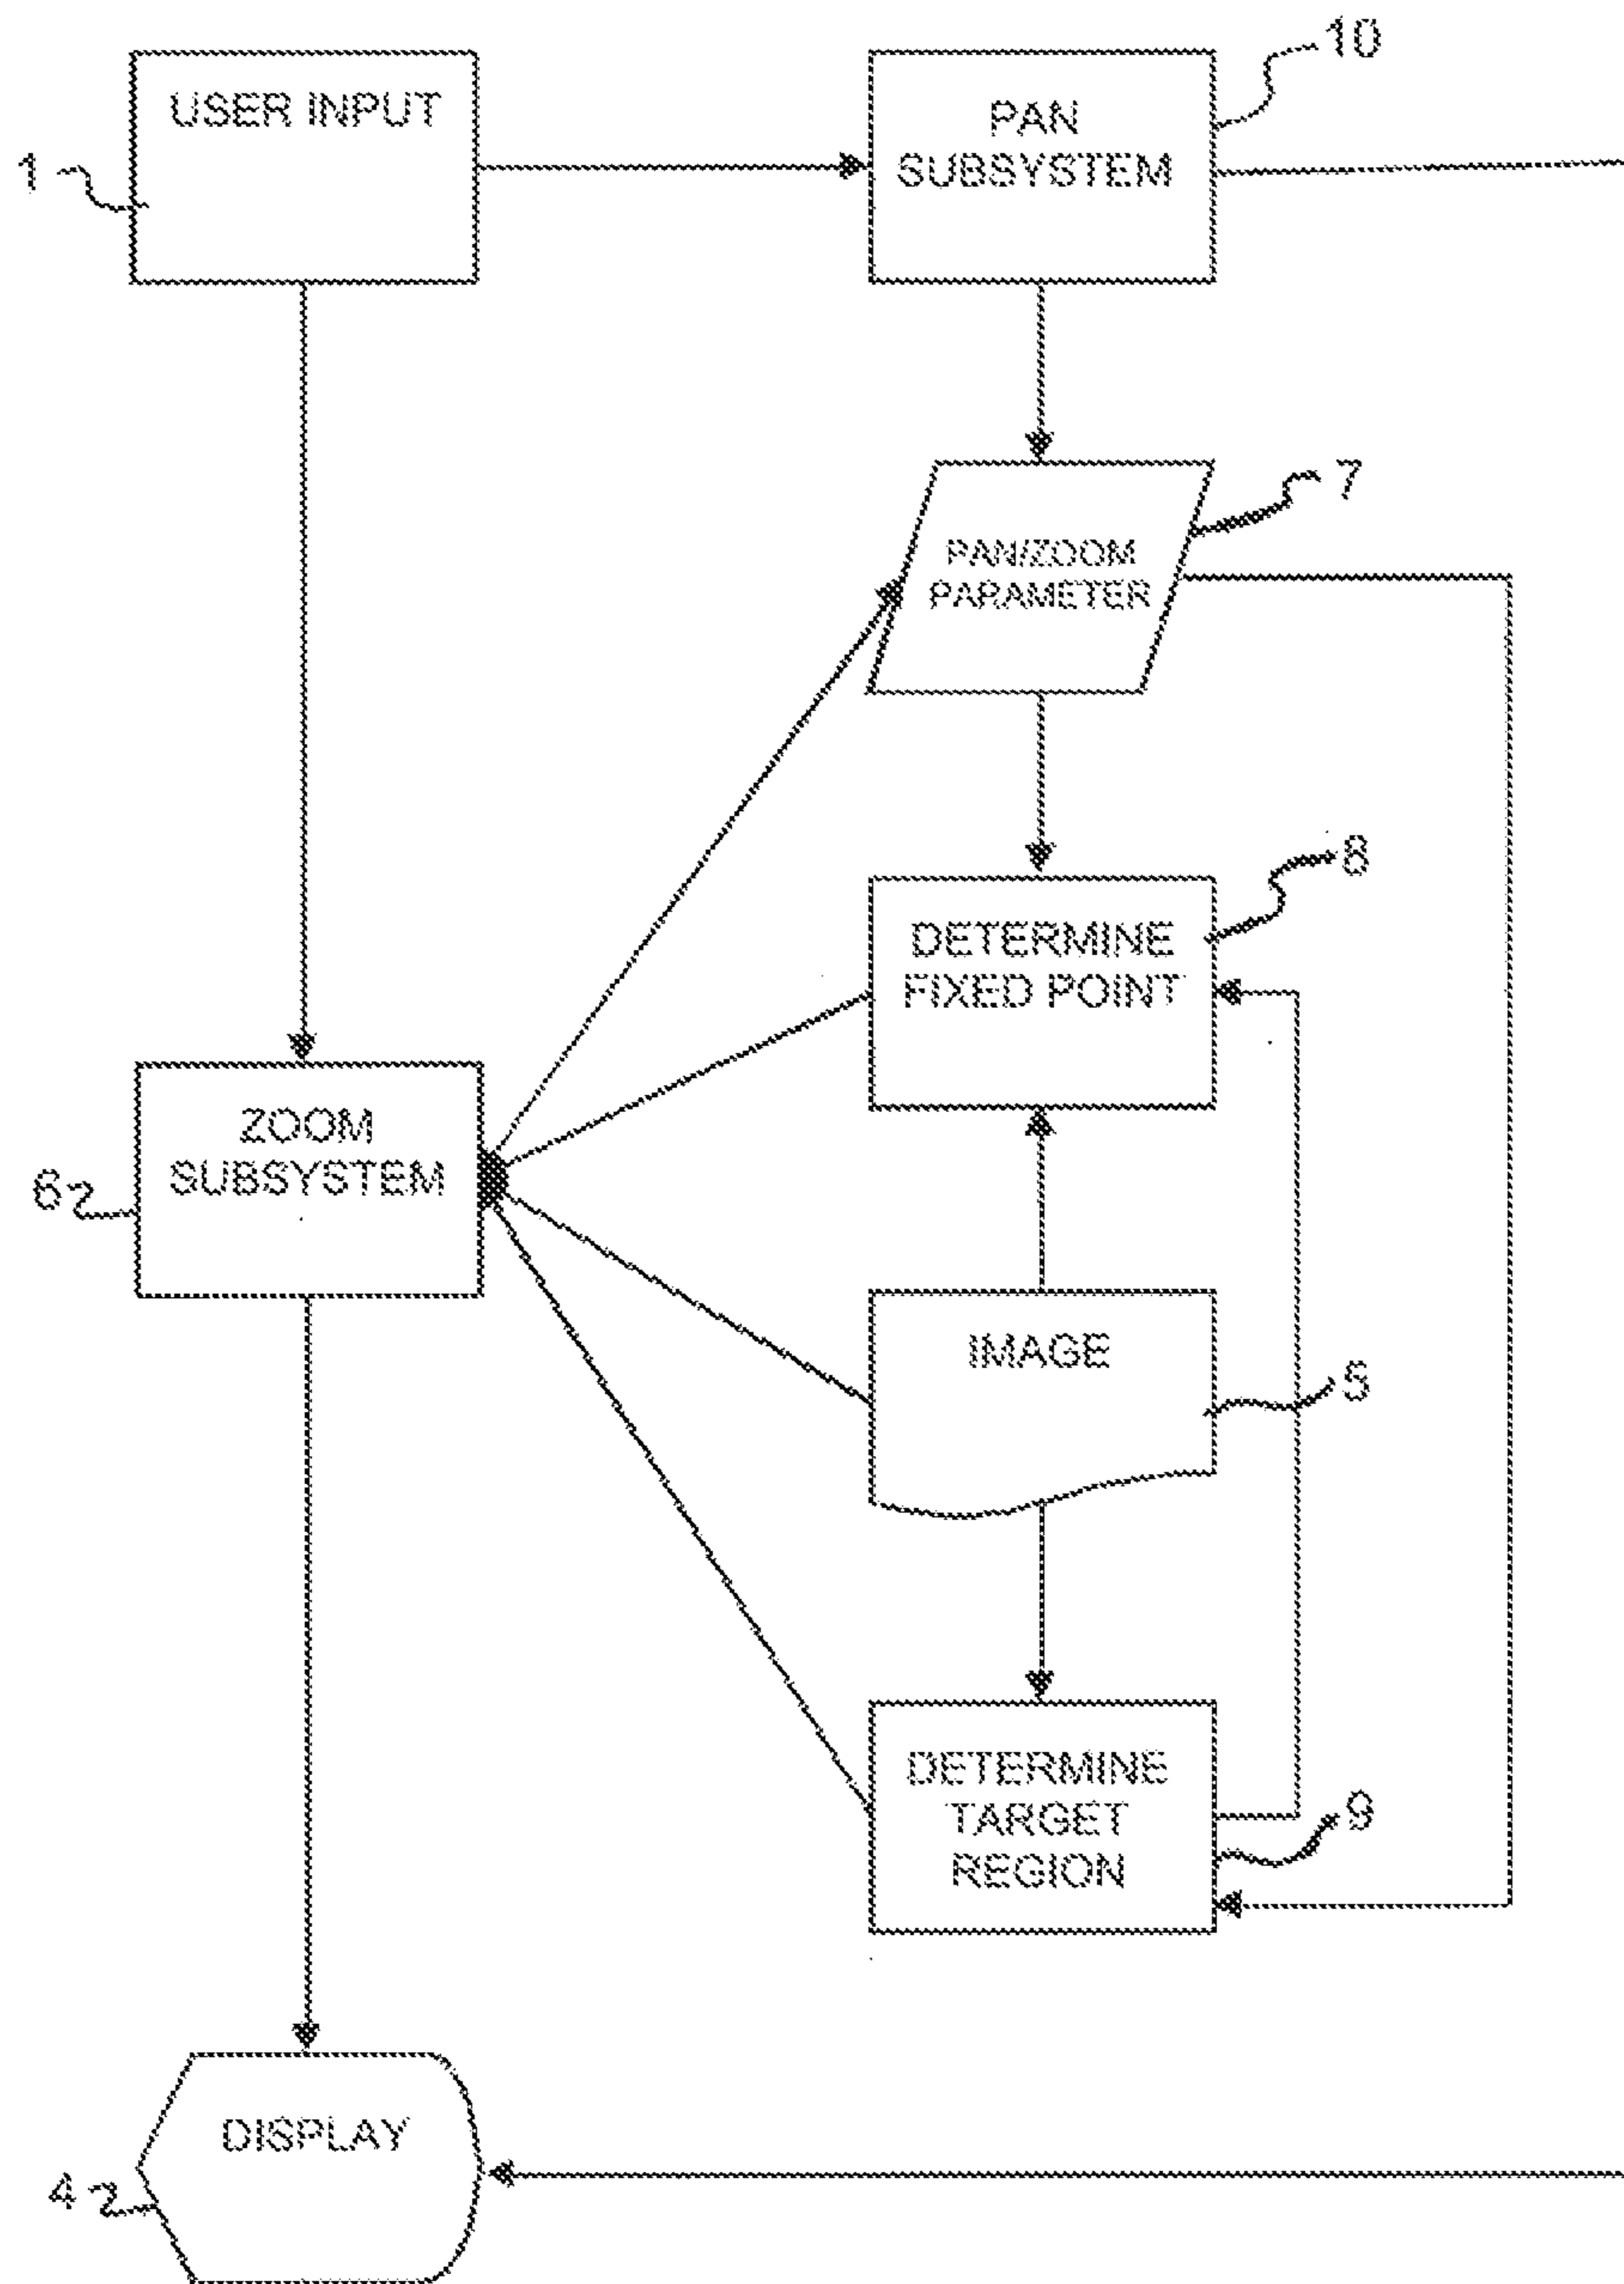 10
USER INPUT
PAN
SUBSYSTEM
1
7
PAN/ZOOM
PARAMETER
8
DETERMINE
FIXED POINT
ZOOM
SUBSYSTEM
6
IMAGE
5
DETERMINE
TARGET
REGION
9
DISPLAY
4